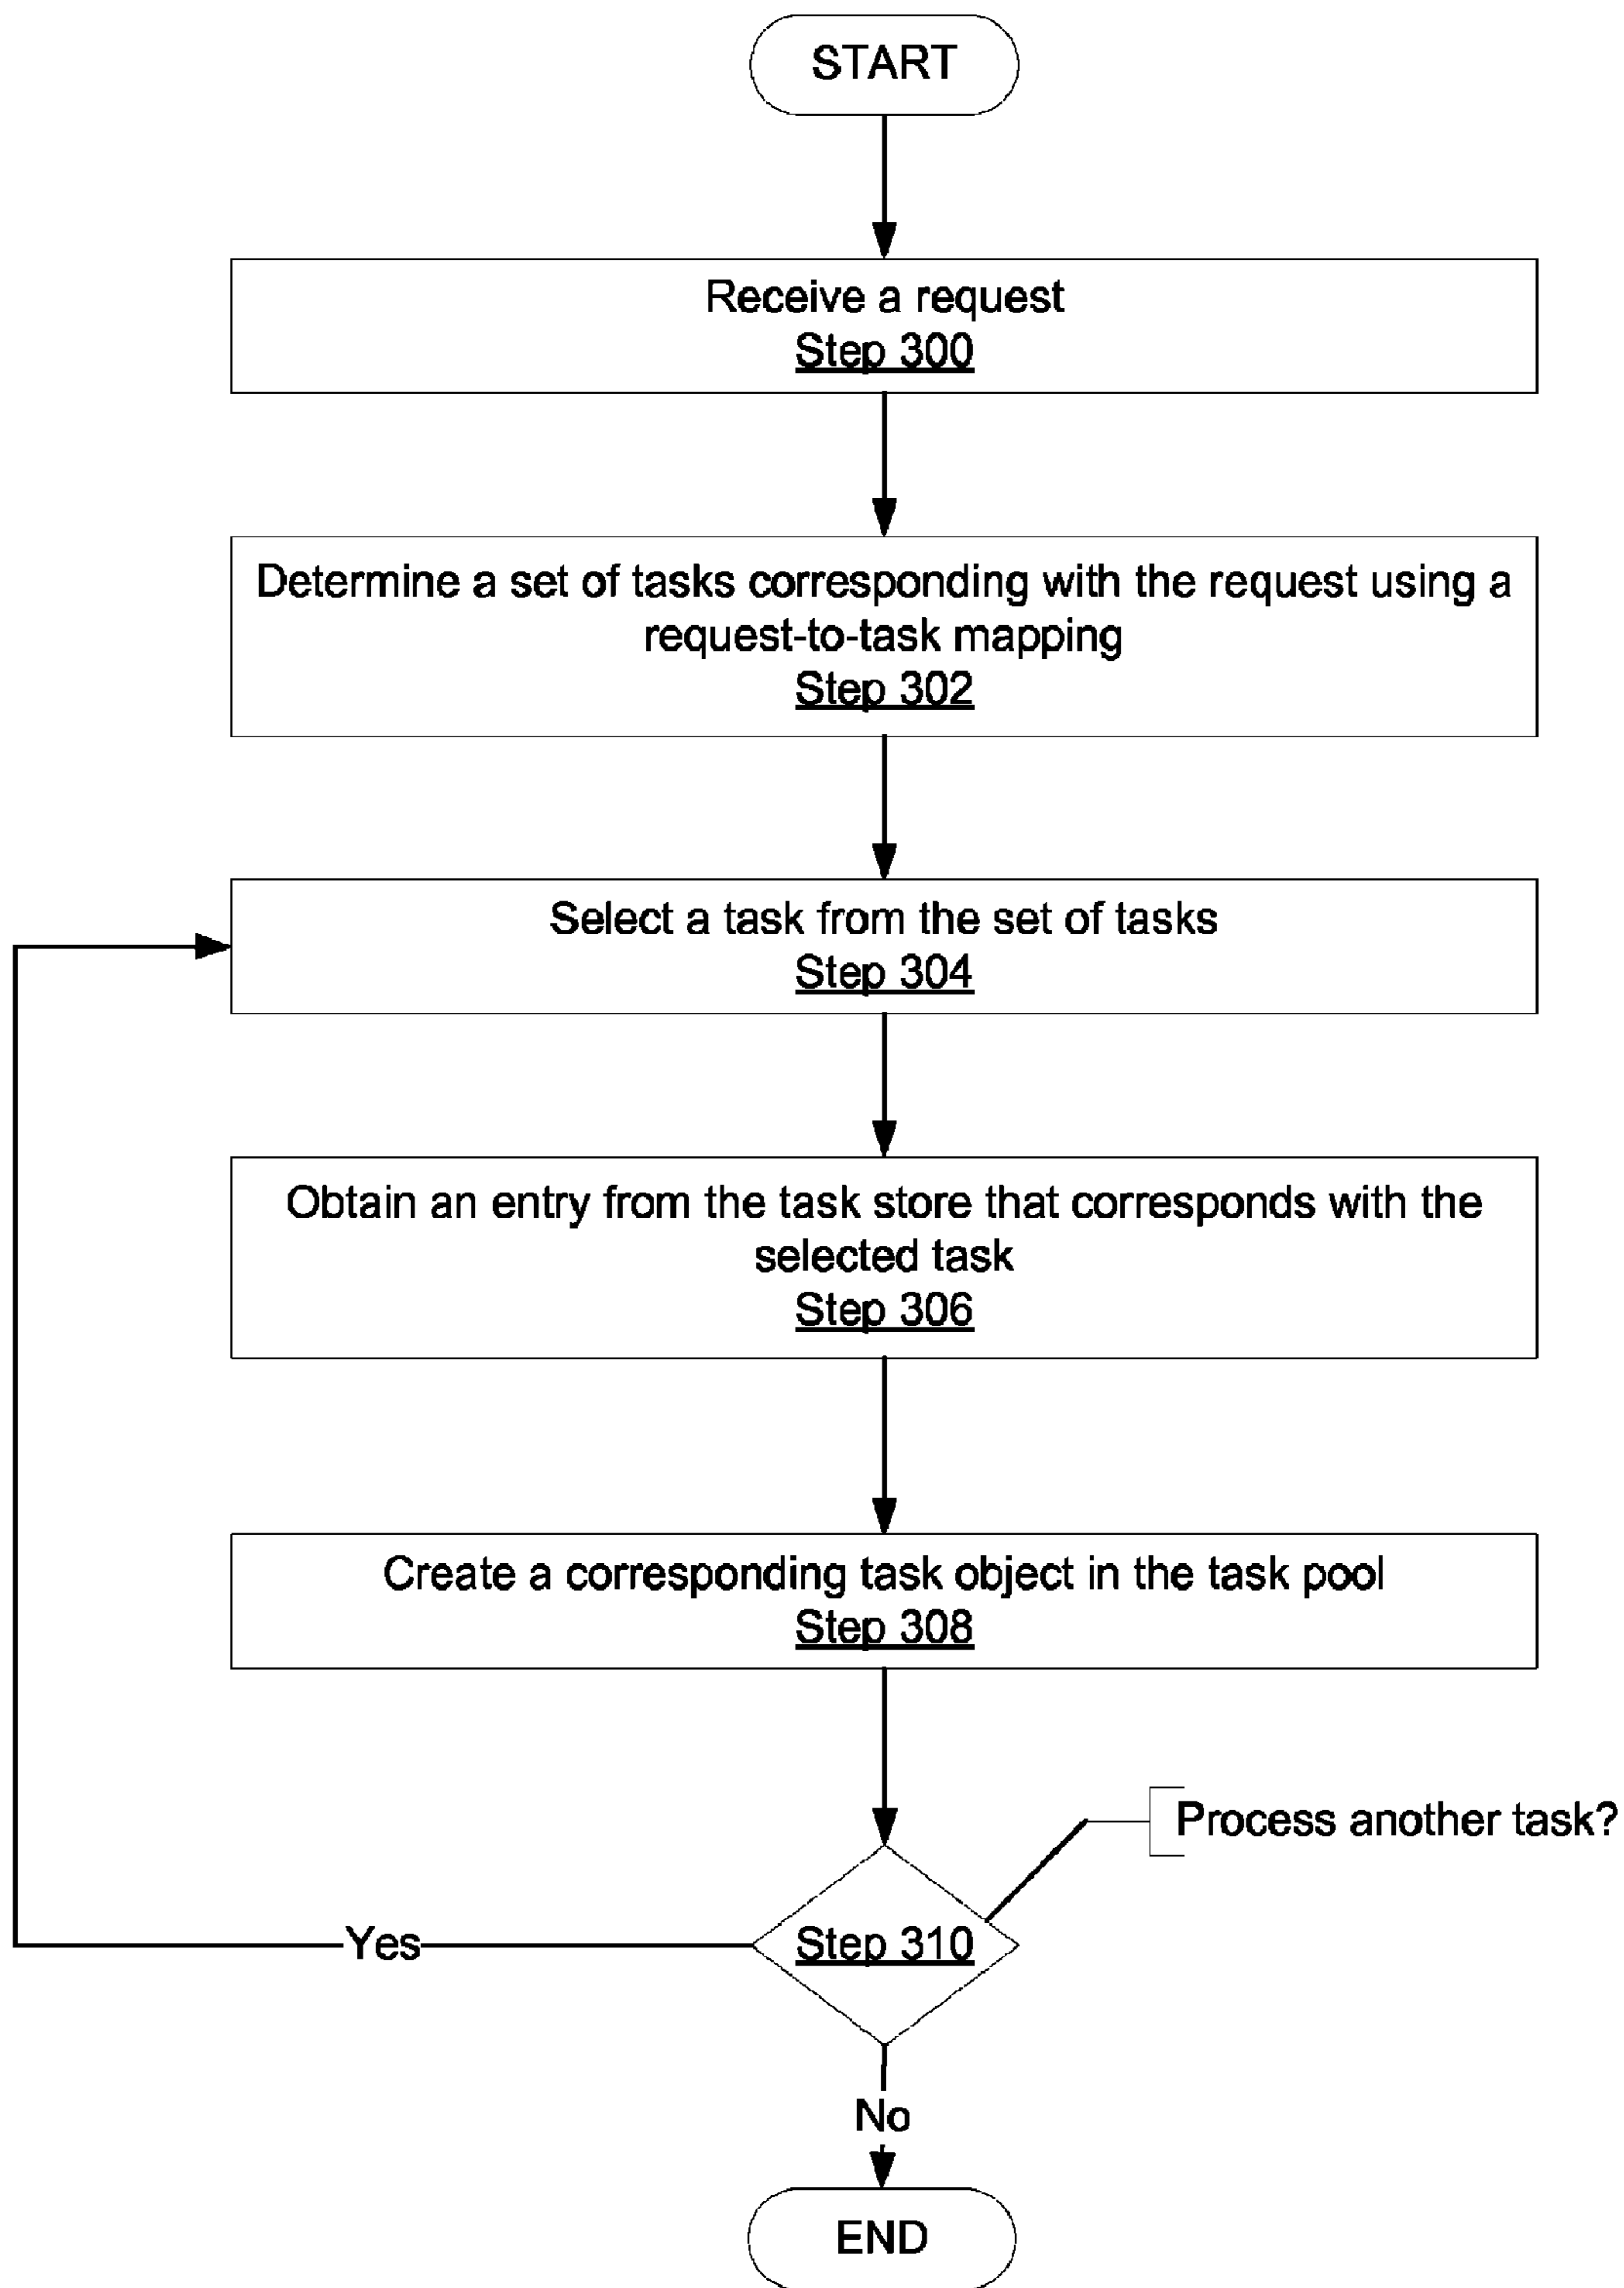 START
Receive a request
Step 300
Determine a set of tasks corresponding with the request using a
request-to-task mapping
Step 302
Select a task from the set of tasks
Step 304
Obtain an entry from the task store that corresponds with the
selected task
Step 306
Create a corresponding task object in the task pool
Step 308
Process another task?
Yes
Step 310
No
END